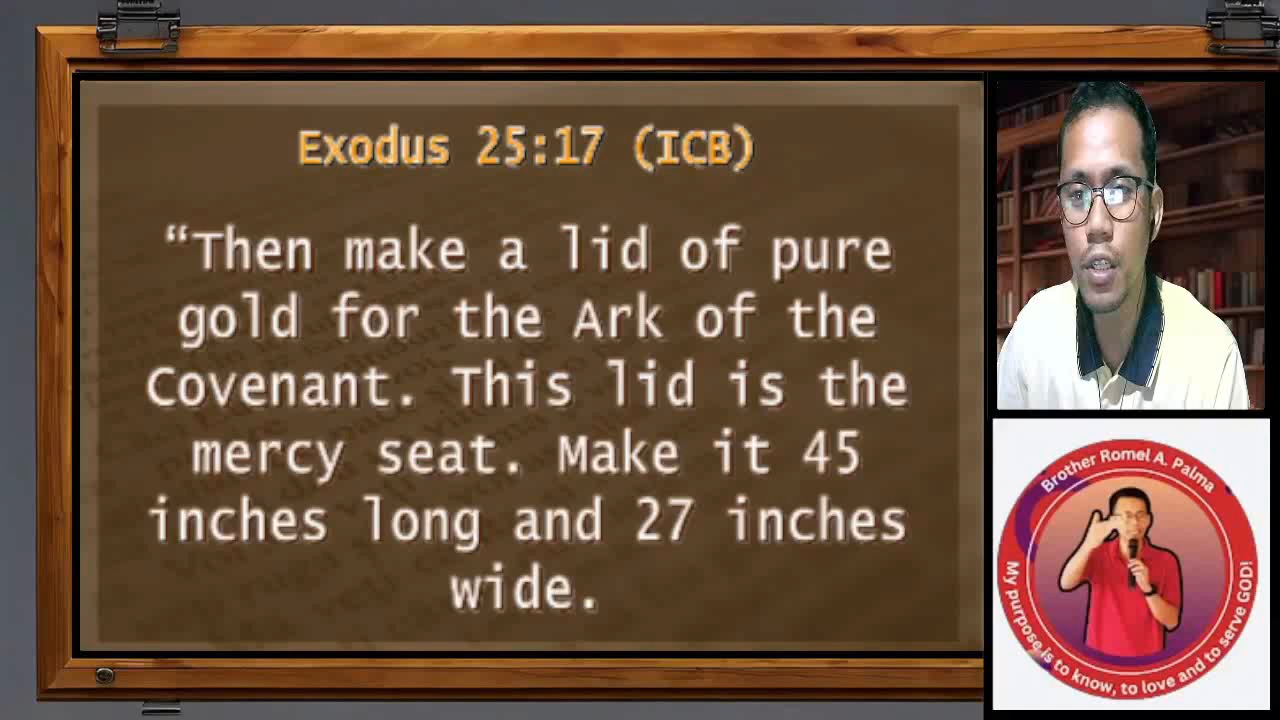 Exodus 25:17 (ICB)
“Then make a lid of pure
gold for the Ark of the
Covenant. This lid is the
mercy seat. Make it 45
inches long and 27 inches
wide.
Brother Romel A. Palma
My purpose is to know, to love and to serve GOD!